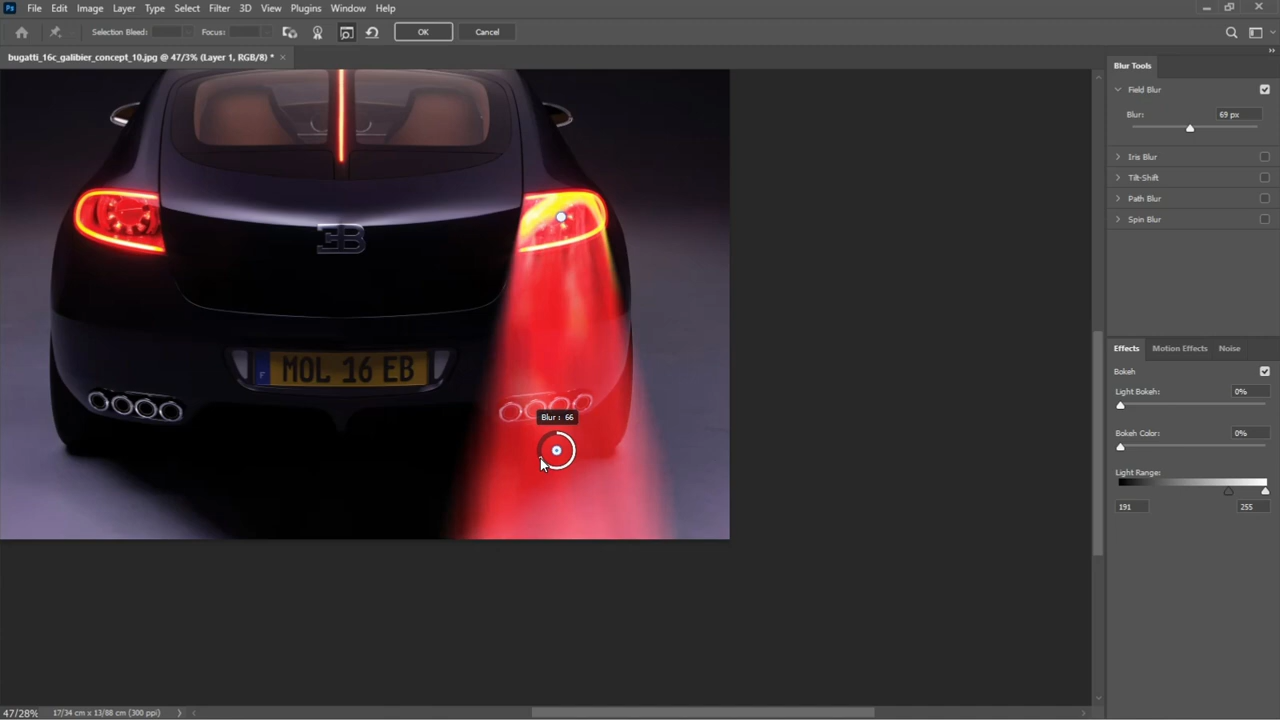 Ps File Edit Image Layer Type Select Filter 3D View Plugins Window Help
Selection Bleed: Focus: OK Cancel
bugatti_16c_galibier_concept_10.jpg @ 47/3% (Layer 1, RGB/8) *
Blur Tools
Field Blur
Blur: 69 px
Iris Blur
Tilt-Shift
Path Blur
Spin Blur
EB
F MOL 16 EB
Blur: 66
Effects Motion Effects Noise
Bokeh
Light Bokeh: 0%
Bokeh Color: 0%
Light Range:
191 255
47/28% 17/34 cm x 13/88 cm (300 ppi)